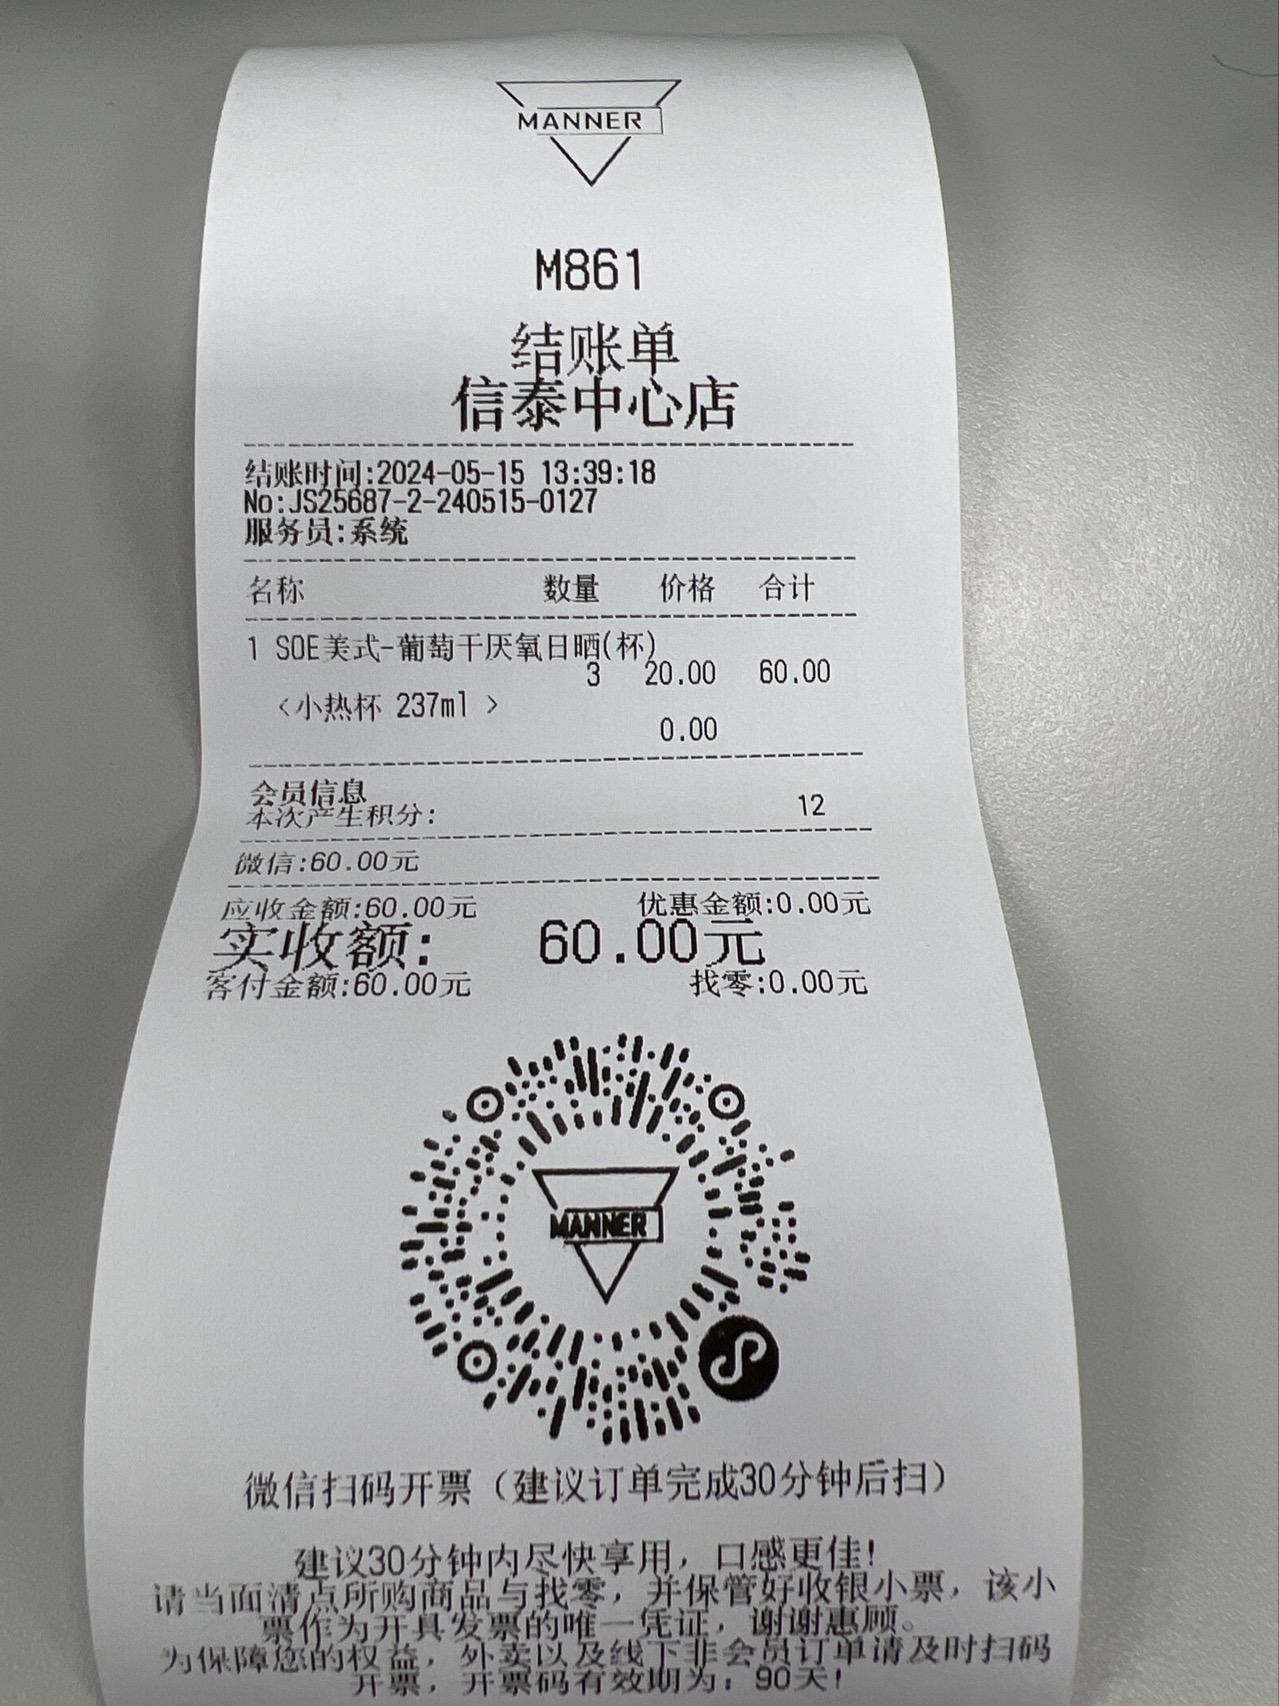 MANNER
M861
结账单
信泰中心店
结账时间:2024-05-15 13:39:18
No:JS25687-2-240515-0127
服务员:系统
名称 数量 价格 合计
1 SOE美式-葡萄干厌氧日晒(杯)
3 20.00 60.00
<小热杯 237ml >
0.00
会员信息
本次产生积分: 12
微信:60.00元
应收金额:60.00元 优惠金额:0.00元
实收额: 60.00元
客付金额:60.00元 找零:0.00元
MANNER
微信扫码开票（建议订单完成30分钟后扫）
建议30分钟内尽快享用，口感更佳!
请当面清点所购商品与找零，并保管好收银小票，该小
票作为开具发票的唯一凭证，谢谢惠顾。
为保障您的权益，外卖以及线下非会员订单请及时扫码
开票，开票码有效期为：90天!